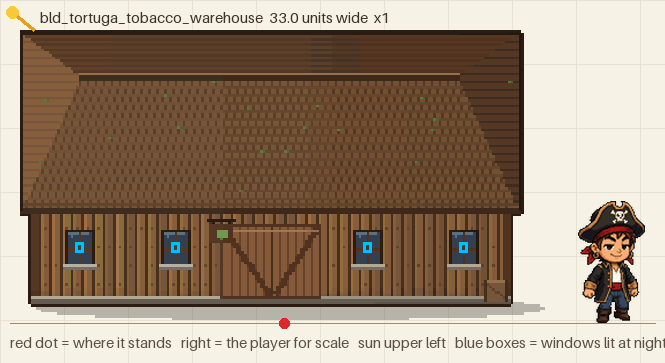 bld_tortuga_tobacco_warehouse 33.0 units wide x1
red dot = where it stands right = the player for scale sun upper left blue boxes = windows lit at night